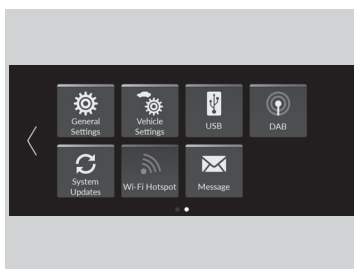 General
Settings
Vehicle
Settings
USB
DAB
System
Updates
Wi-Fi Hotspot
Message